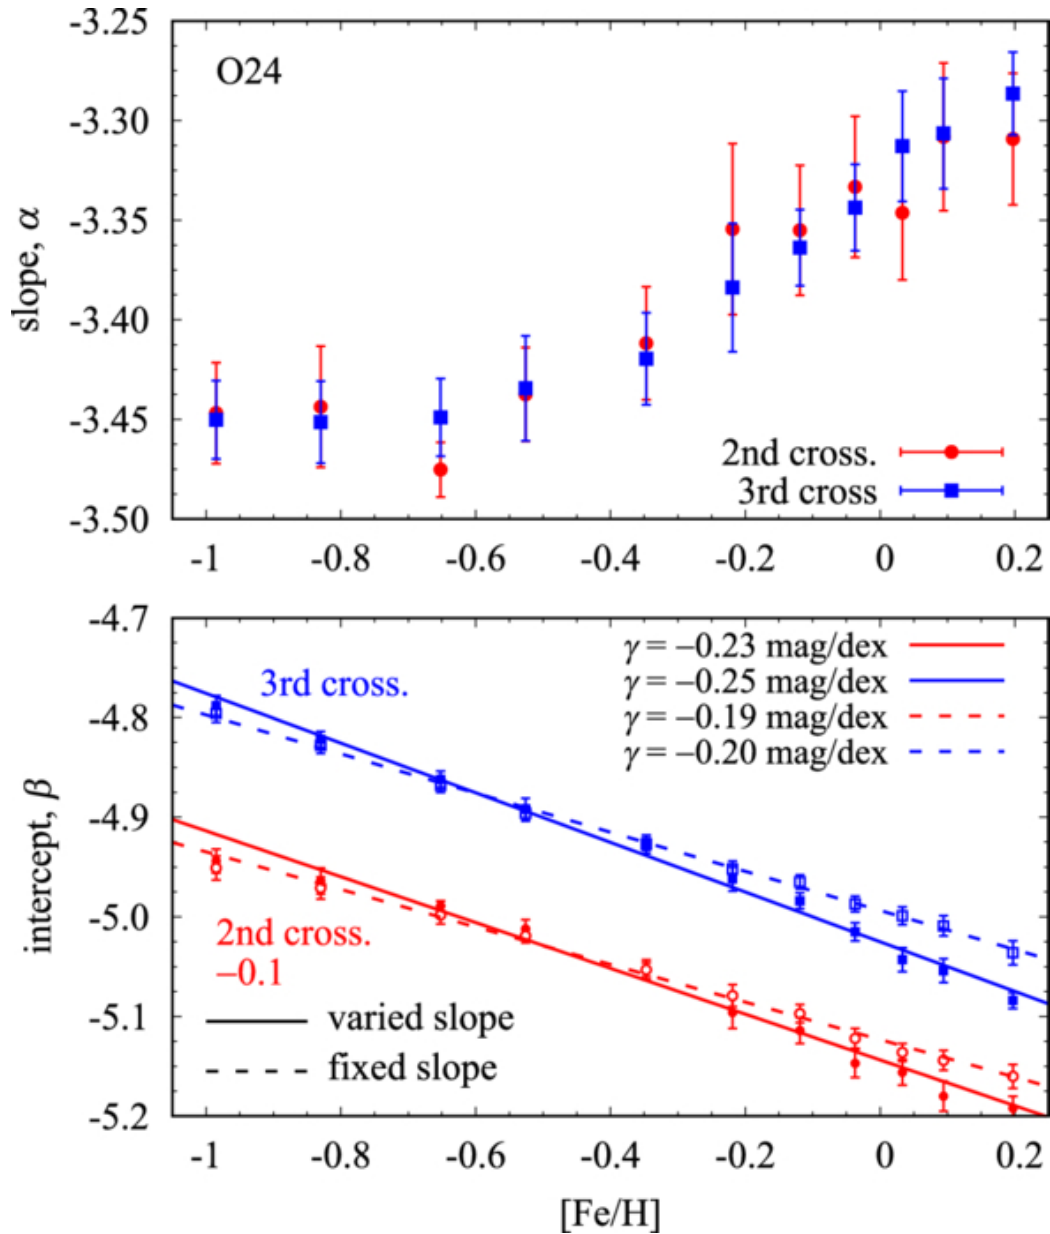 -3.25
-3.30
-3.35
-3.40
-3.45
-3.50
slope, α
O24
2nd cross.
3rd cross
-1
-0.8
-0.6
-0.4
-0.2
0
0.2
-4.7
-4.8
-4.9
-5.0
-5.1
-5.2
intercept, β
γ = −0.23 mag/dex
γ = −0.25 mag/dex
γ = −0.19 mag/dex
γ = −0.20 mag/dex
3rd cross.
2nd cross.
−0.1
varied slope
fixed slope
-1
-0.8
-0.6
-0.4
-0.2
0
0.2
[Fe/H]